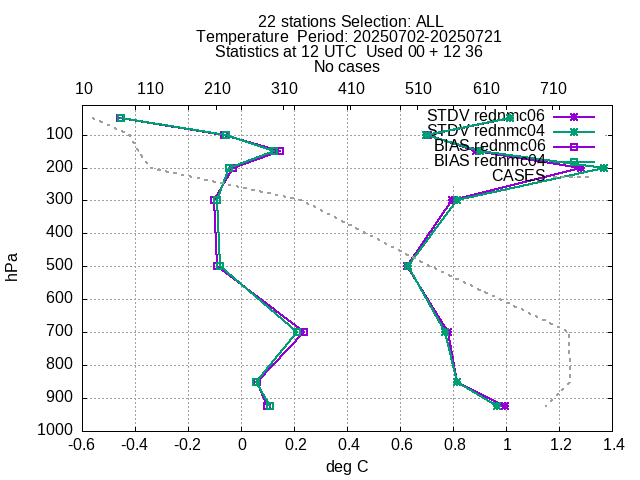 22 stations Selection: ALL
Temperature  Period: 20250702-20250721
Statistics at 12 UTC  Used 00 + 12 36
No cases
10 110 210 310 410 510 610 710
STDV rednmc06
STDV rednmc04
BIAS rednmc06
BIAS rednmc04
CASES
100
200
300
400
500
600
700
800
900
1000
hPa
-0.6 -0.4 -0.2 0 0.2 0.4 0.6 0.8 1 1.2 1.4
deg C